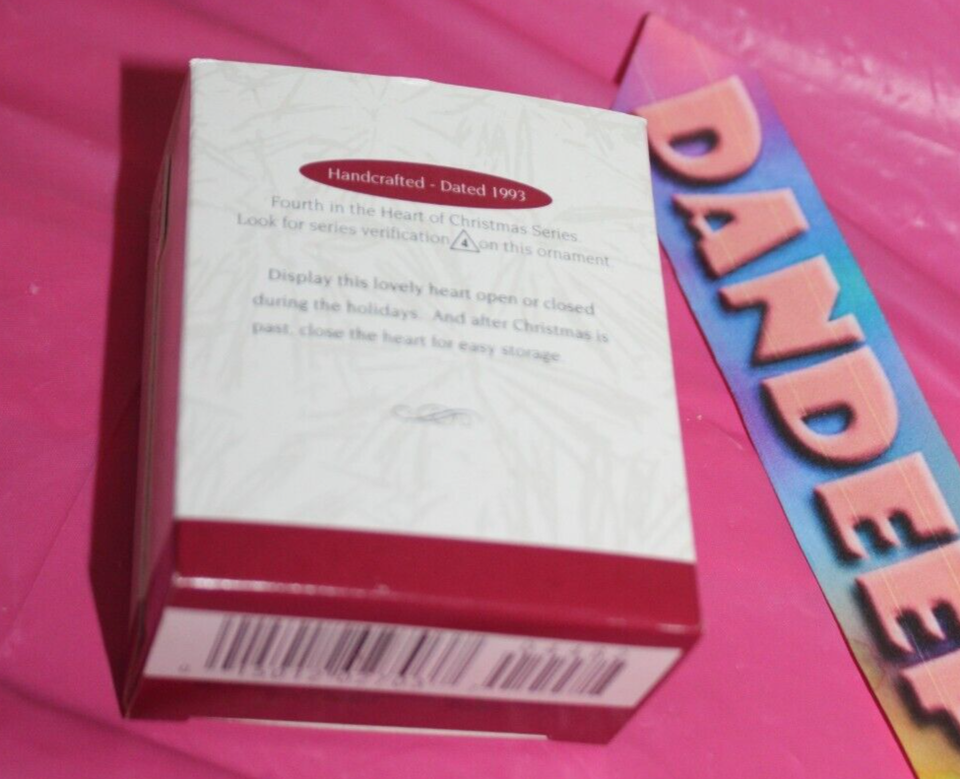 Handcrafted - Dated 1993
Fourth in the Heart of Christmas Series.
Look for series verification 4 on this ornament
Display this lovely heart open or closed
during the holidays. And after Christmas is
past, close the heart for easy storage.
DANDEE